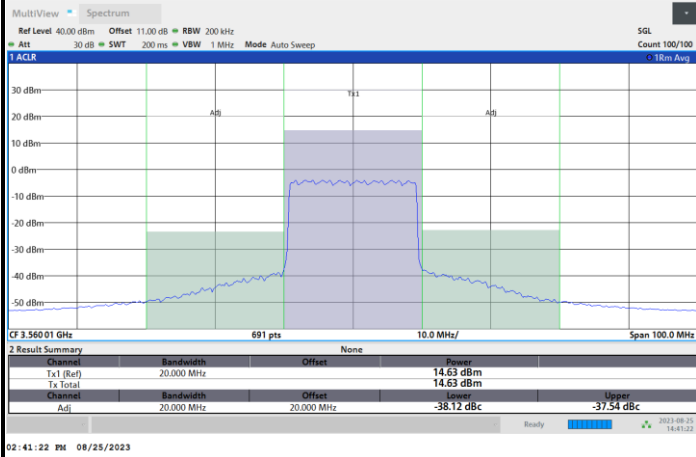 MultiView Spectrum
Ref Level 40.00 dBm Offset 11.00 dB RBW 200 kHz SGL
Att 30 dB SWT 200 ms VBW 1 MHz Mode Auto Sweep Count 100/100
1 ACLR 1Rm Avg
30 dBm
Tx1
20 dBm Adj Adj
10 dBm
0 dBm
-10 dBm
-20 dBm
-30 dBm
-40 dBm
-50 dBm
CF 3.560 01 GHz 691 pts 10.0 MHz/ Span 100.0 MHz
2 Result Summary None
Channel Bandwidth Offset Power
Tx1 (Ref) 20.000 MHz 14.63 dBm
Tx Total 14.63 dBm
Channel Bandwidth Offset Lower Upper
Adj 20.000 MHz 20.000 MHz -38.12 dBc -37.54 dBc
Ready 2023-08-25
14:41:22
02:41:22 PM 08/25/2023